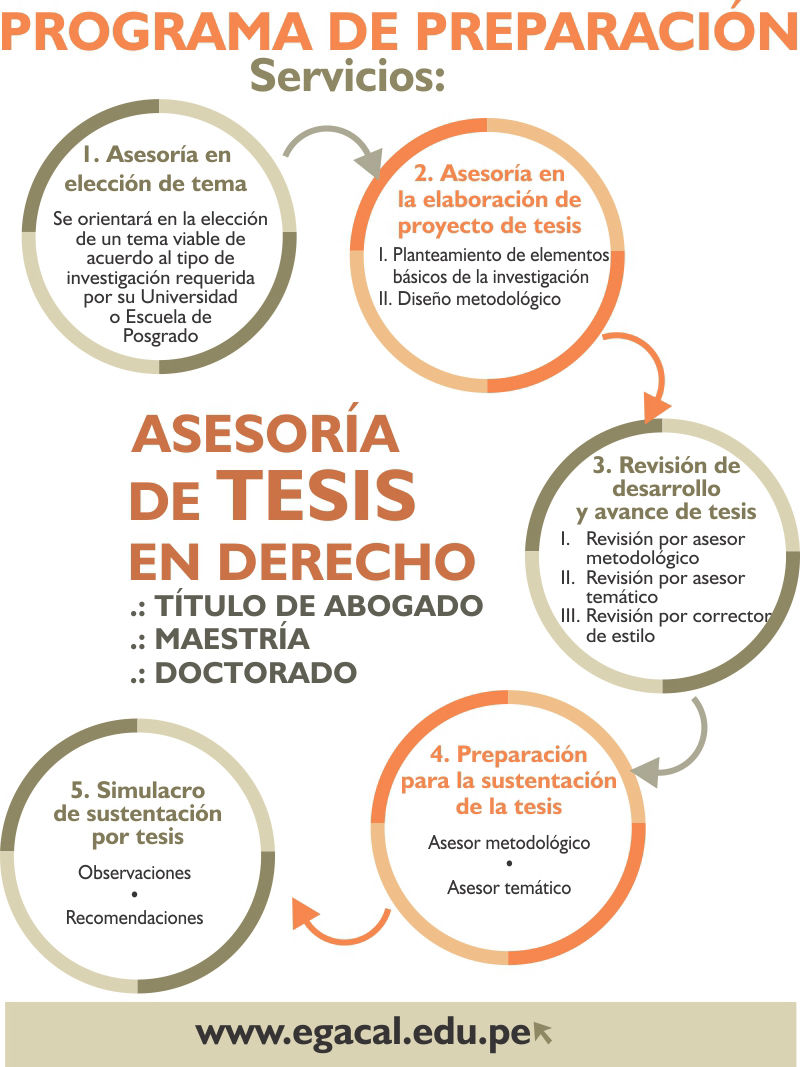 PROGRAMA DE PREPARACIÓN
Servicios:
1. Asesoría en
elección de tema
Se orientará en la elección
de un tema viable de
acuerdo al tipo de
investigación requerida
por su Universidad
o Escuela de
Posgrado
2. Asesoría en
la elaboración de
proyecto de tesis
I. Planteamiento de elementos
básicos de la investigación
II. Diseño metodológico
3. Revisión de
desarrollo
y avance de tesis
I. Revisión por asesor
metodológico
II. Revisión por asesor
temático
III. Revisión por corrector
de estilo
ASESORÍA
DE TESIS
EN DERECHO
.: TÍTULO DE ABOGADO
.: MAESTRÍA
.: DOCTORADO
4. Preparación
para la sustentación
de la tesis
Asesor metodológico
•
Asesor temático
5. Simulacro
de sustentación
por tesis
Observaciones
•
Recomendaciones
www.egacal.edu.pe